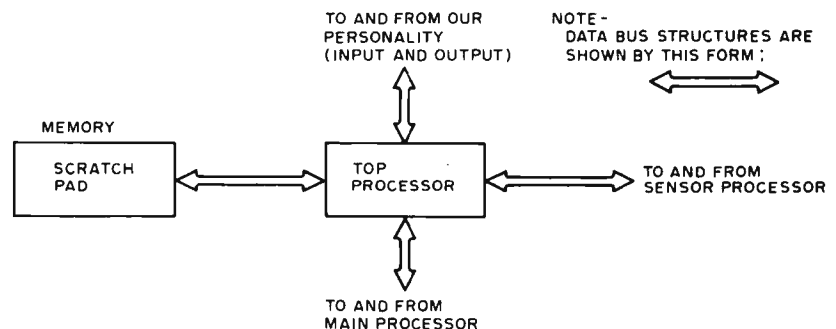 TO AND FROM OUR
PERSONALITY
(INPUT AND OUTPUT)
NOTE-
DATA BUS STRUCTURES ARE
SHOWN BY THIS FORM:
MEMORY
SCRATCH
PAD
TOP
PROCESSOR
TO AND FROM
SENSOR PROCESSOR
TO AND FROM
MAIN PROCESSOR